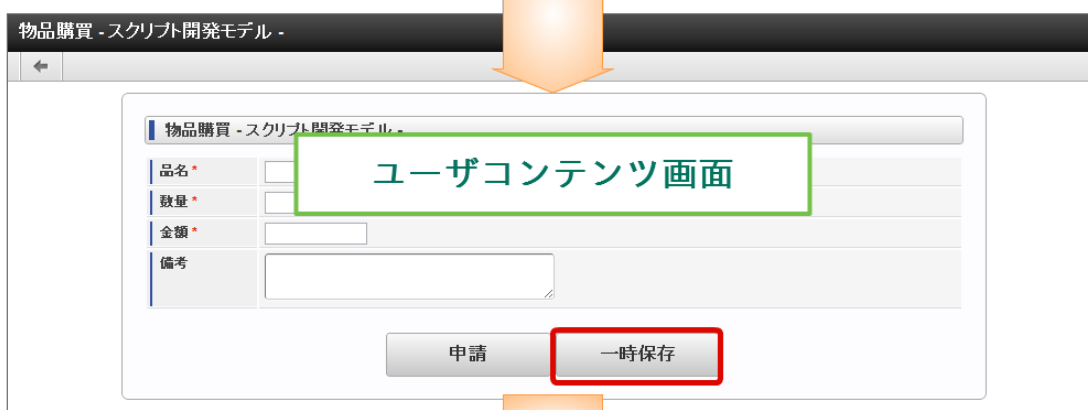 物品購買 -スクリプト開発モデル -
物品購買 -スクリプト開発モデル -
ユーザコンテンツ画面
品名*
数量*
金額*
備考
申請
一時保存